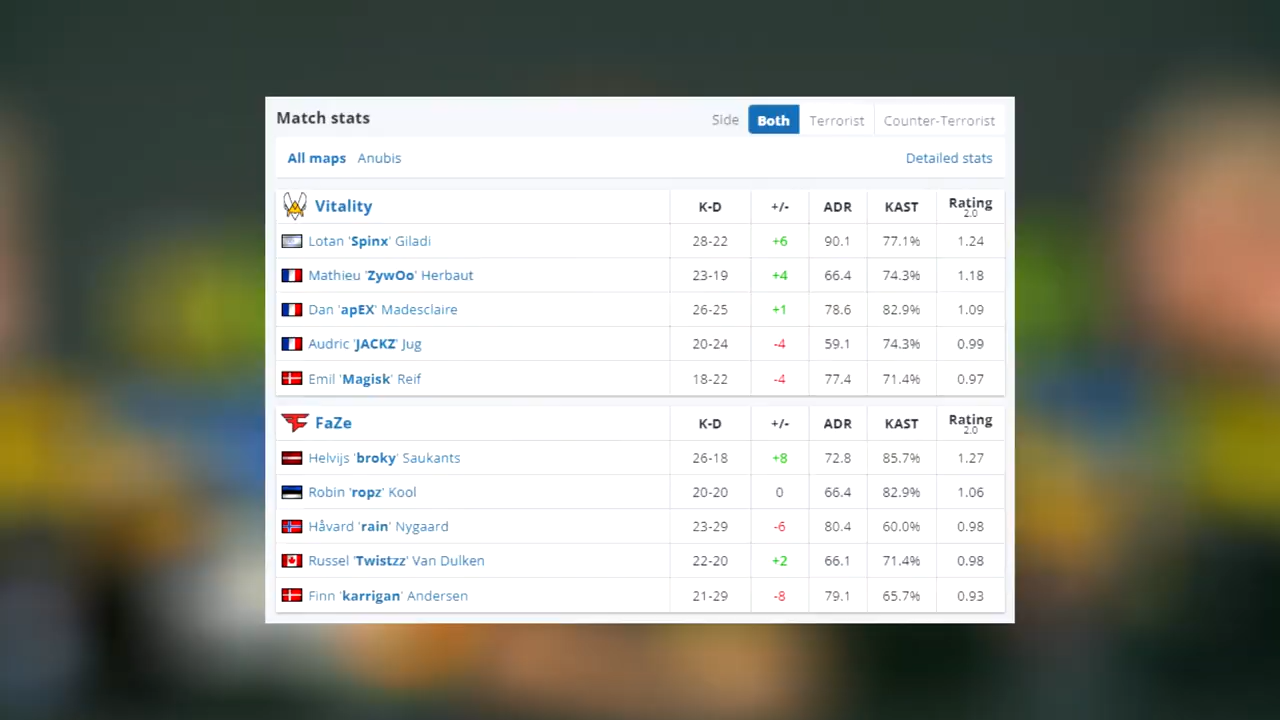 Match stats Side Both Terrorist Counter-Terrorist
All maps Anubis Detailed stats
Vitality K-D +/- ADR KAST Rating 2.0
Lotan 'Spinx' Giladi 28-22 +6 90.1 77.1% 1.24
Mathieu 'ZywOo' Herbaut 23-19 +4 66.4 74.3% 1.18
Dan 'apEX' Madesclaire 26-25 +1 78.6 82.9% 1.09
Audric 'JACKZ' Jug 20-24 -4 59.1 74.3% 0.99
Emil 'Magisk' Reif 18-22 -4 77.4 71.4% 0.97
FaZe K-D +/- ADR KAST Rating 2.0
Helvijs 'broky' Saukants 26-18 +8 72.8 85.7% 1.27
Robin 'ropz' Kool 20-20 0 66.4 82.9% 1.06
Håvard 'rain' Nygaard 23-29 -6 80.4 60.0% 0.98
Russel 'Twistzz' Van Dulken 22-20 +2 66.1 71.4% 0.98
Finn 'karrigan' Andersen 21-29 -8 79.1 65.7% 0.93